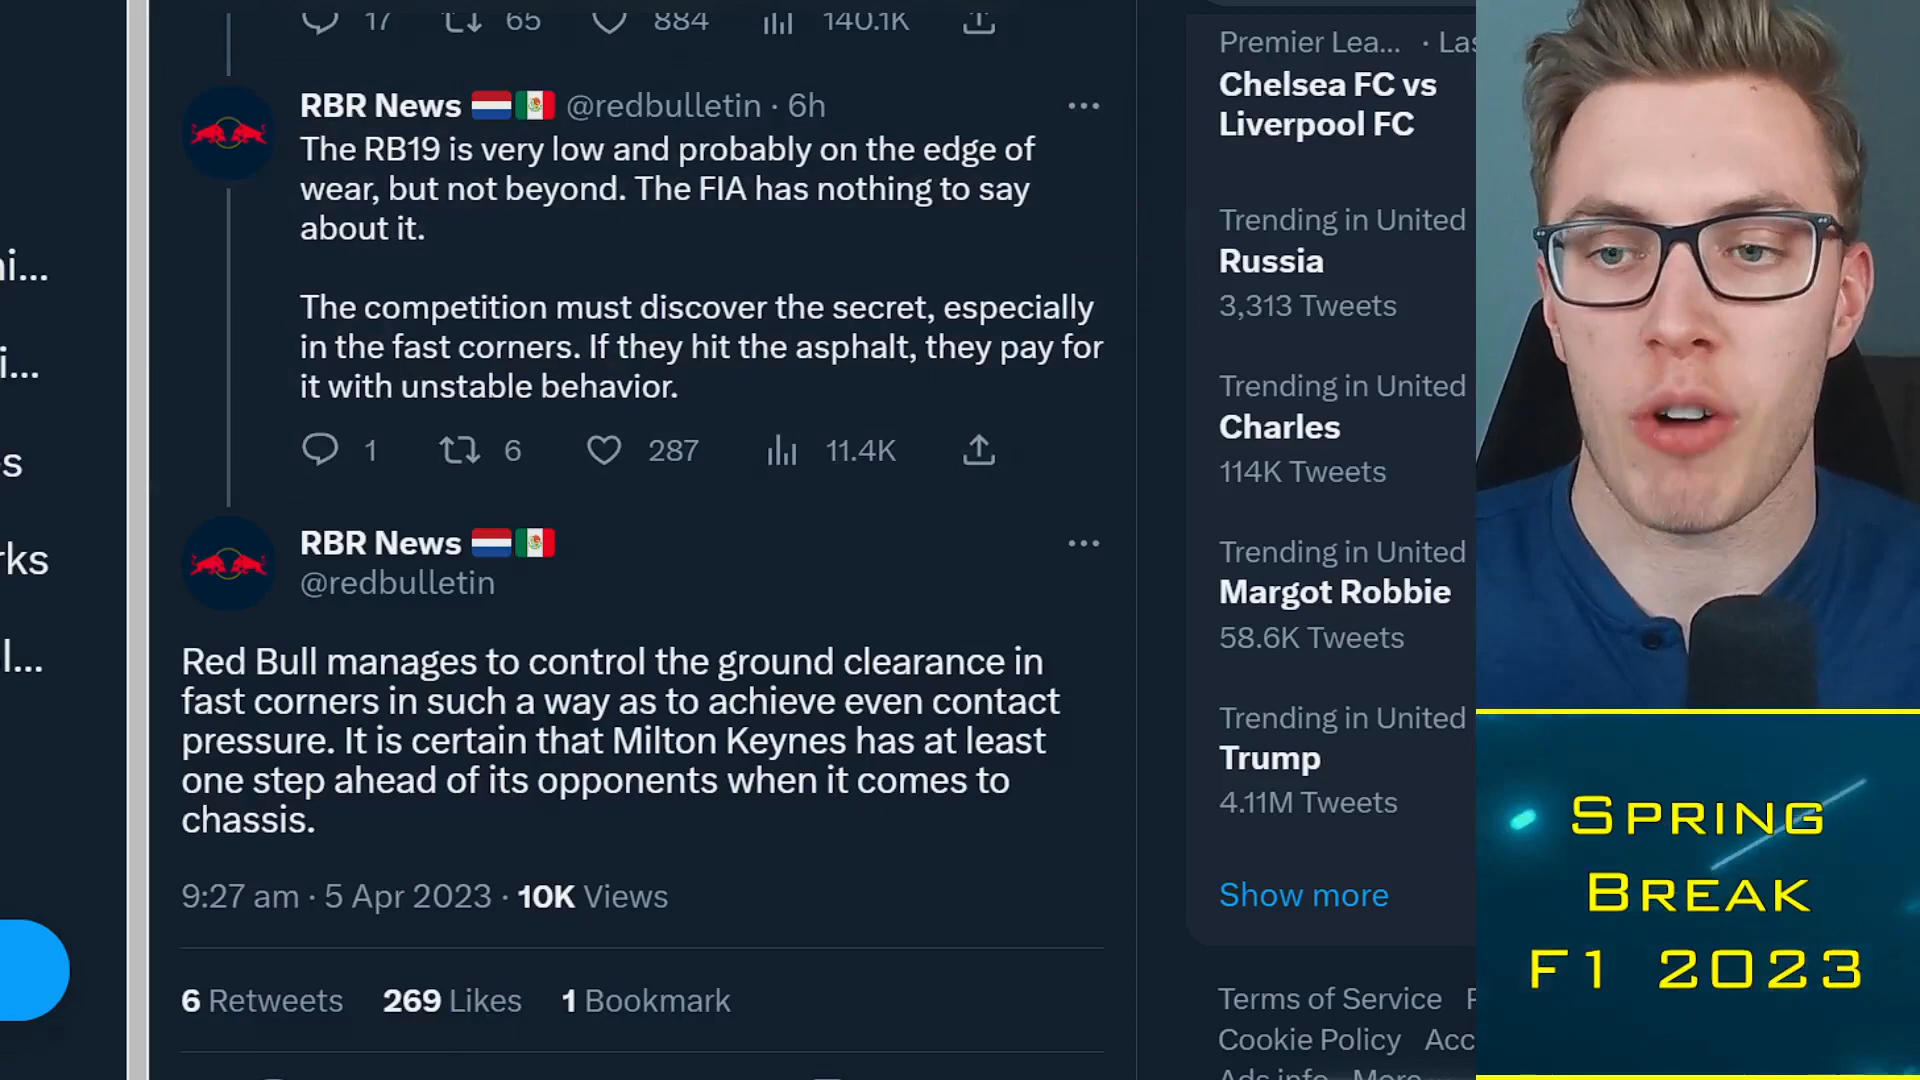 17 65 884 140.1K
RBR News @redbulletin · 6h
The RB19 is very low and probably on the edge of
wear, but not beyond. The FIA has nothing to say
about it.
The competition must discover the secret, especially
in the fast corners. If they hit the asphalt, they pay for
it with unstable behavior.
1 6 287 11.4K
RBR News
@redbulletin
Red Bull manages to control the ground clearance in
fast corners in such a way as to achieve even contact
pressure. It is certain that Milton Keynes has at least
one step ahead of its opponents when it comes to
chassis.
9:27 am · 5 Apr 2023 · 10K Views
6 Retweets 269 Likes 1 Bookmark
Premier Lea... · Las
Chelsea FC vs
Liverpool FC
Trending in United
Russia
3,313 Tweets
Trending in United
Charles
114K Tweets
Trending in United
Margot Robbie
58.6K Tweets
Trending in United
Trump
4.11M Tweets
Show more
Terms of Service
Cookie Policy Acc
Ads info More
SPRING
BREAK
F1 2023